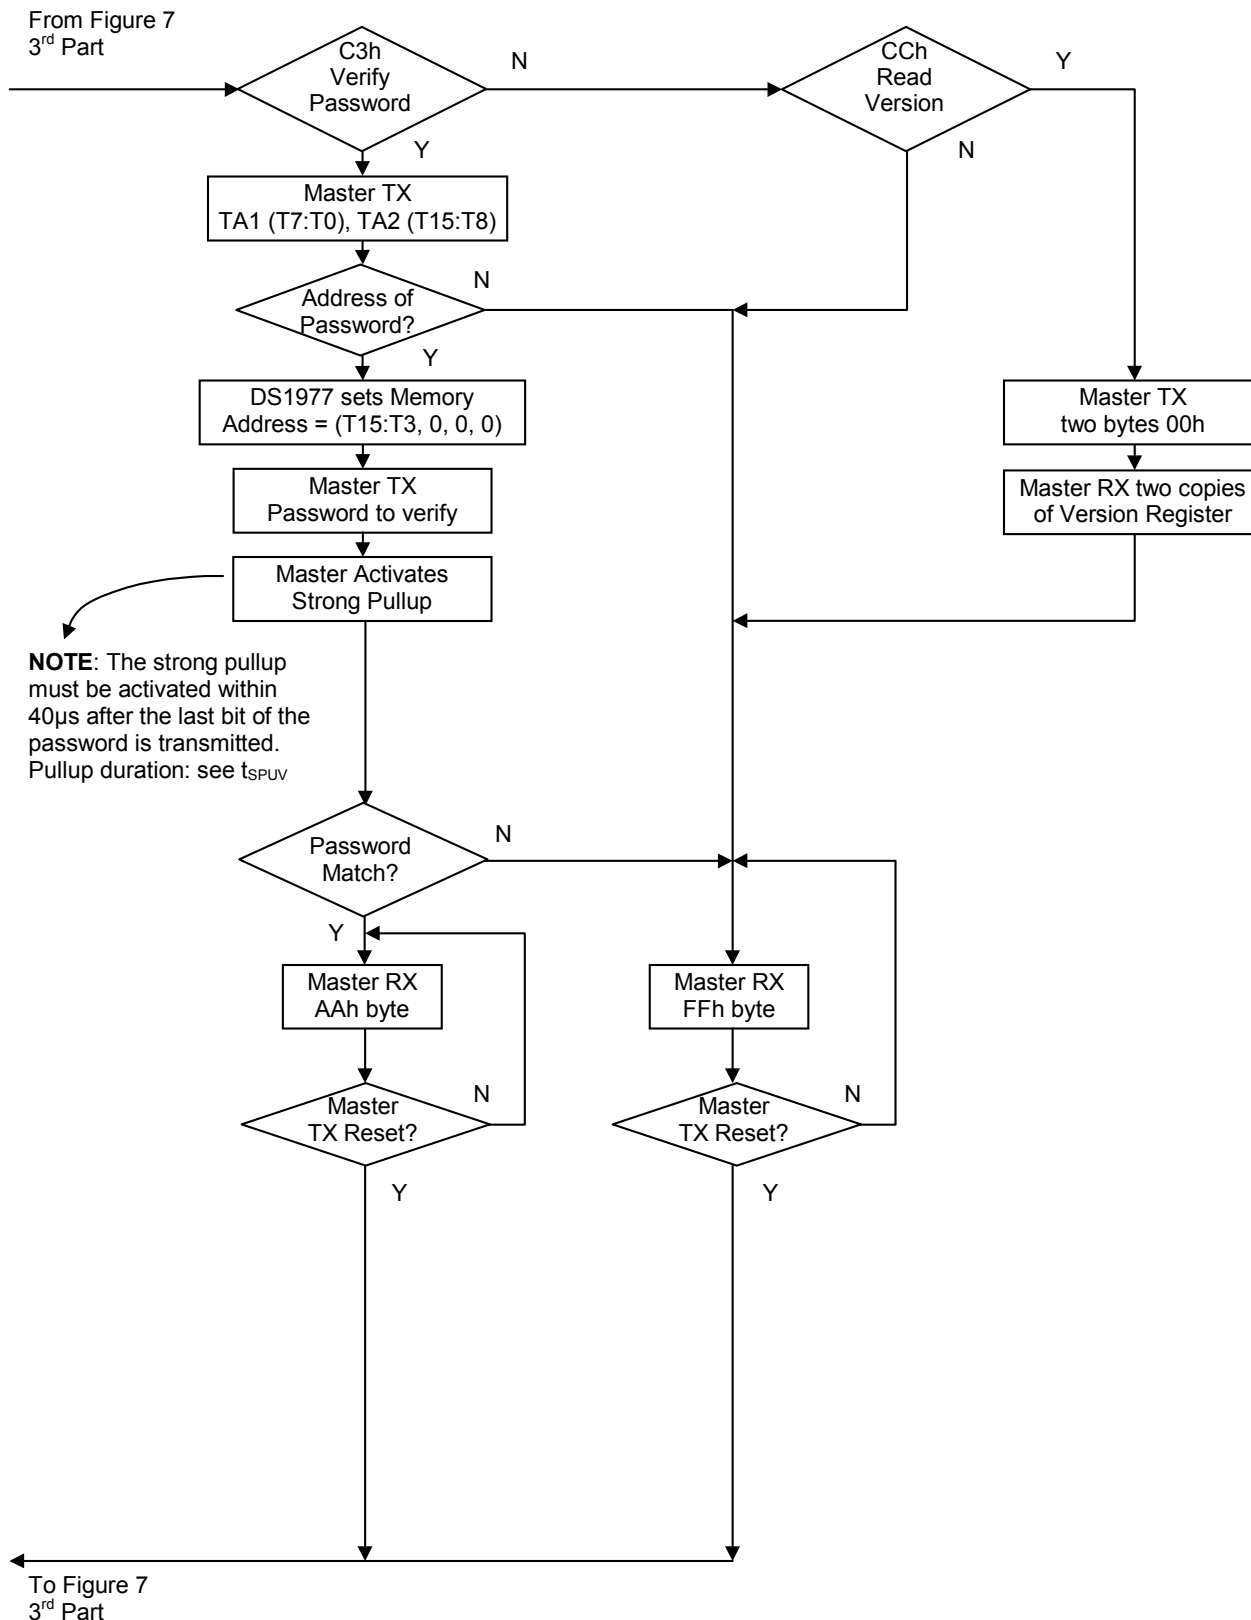 From Figure 7
3rd Part
C3h
Verify
Password
N
CCh
Read
Version
Y
Y
N
Master TX
TA1 (T7:T0), TA2 (T15:T8)
Address of
Password?
N
Y
DS1977 sets Memory
Address = (T15:T3, 0, 0, 0)
Master TX
two bytes 00h
Master TX
Password to verify
Master RX two copies
of Version Register
Master Activates
Strong Pullup
NOTE: The strong pullup
must be activated within
40µs after the last bit of the
password is transmitted.
Pullup duration: see tSPUV
Password
Match?
N
Y
Master RX
AAh byte
Master RX
FFh byte
Master
TX Reset?
N
Master
TX Reset?
N
Y
Y
To Figure 7
3rd Part